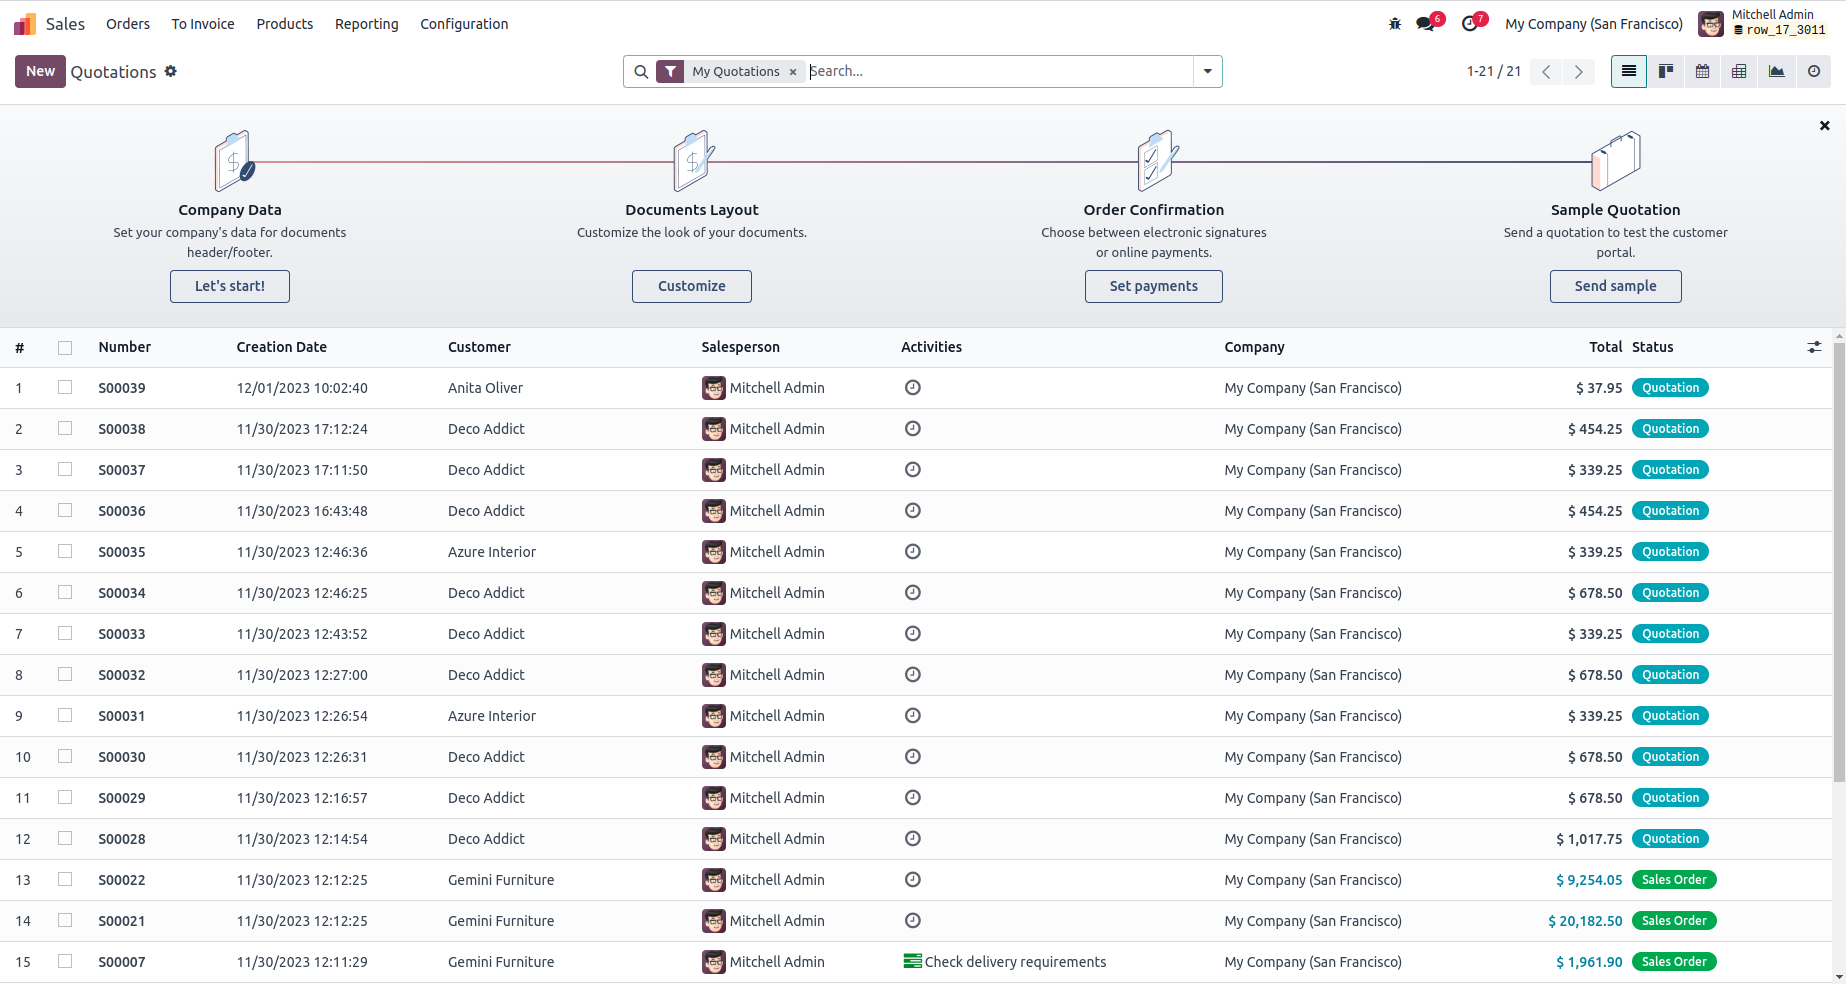 Sales Orders To Invoice Products Reporting Configuration 6 7 My Company (San Francisco) Mitchell Admin
row_17_3011
New Quotations My Quotations × Search... 1-21 / 21
Company Data
Set your company's data for documents
header/footer.
Let's start!
Documents Layout
Customize the look of your documents.
Customize
Order Confirmation
Choose between electronic signatures
or online payments.
Set payments
Sample Quotation
Send a quotation to test the customer
portal.
Send sample
# Number Creation Date Customer Salesperson Activities Company Total Status
1 S00039 12/01/2023 10:02:40 Anita Oliver Mitchell Admin My Company (San Francisco) $ 37.95 Quotation
2 S00038 11/30/2023 17:12:24 Deco Addict Mitchell Admin My Company (San Francisco) $ 454.25 Quotation
3 S00037 11/30/2023 17:11:50 Deco Addict Mitchell Admin My Company (San Francisco) $ 339.25 Quotation
4 S00036 11/30/2023 16:43:48 Deco Addict Mitchell Admin My Company (San Francisco) $ 454.25 Quotation
5 S00035 11/30/2023 12:46:36 Azure Interior Mitchell Admin My Company (San Francisco) $ 339.25 Quotation
6 S00034 11/30/2023 12:46:25 Deco Addict Mitchell Admin My Company (San Francisco) $ 678.50 Quotation
7 S00033 11/30/2023 12:43:52 Deco Addict Mitchell Admin My Company (San Francisco) $ 339.25 Quotation
8 S00032 11/30/2023 12:27:00 Deco Addict Mitchell Admin My Company (San Francisco) $ 678.50 Quotation
9 S00031 11/30/2023 12:26:54 Azure Interior Mitchell Admin My Company (San Francisco) $ 339.25 Quotation
10 S00030 11/30/2023 12:26:31 Deco Addict Mitchell Admin My Company (San Francisco) $ 678.50 Quotation
11 S00029 11/30/2023 12:16:57 Deco Addict Mitchell Admin My Company (San Francisco) $ 678.50 Quotation
12 S00028 11/30/2023 12:14:54 Deco Addict Mitchell Admin My Company (San Francisco) $ 1,017.75 Quotation
13 S00022 11/30/2023 12:12:25 Gemini Furniture Mitchell Admin My Company (San Francisco) $ 9,254.05 Sales Order
14 S00021 11/30/2023 12:12:25 Gemini Furniture Mitchell Admin My Company (San Francisco) $ 20,182.50 Sales Order
15 S00007 11/30/2023 12:11:29 Gemini Furniture Mitchell Admin Check delivery requirements My Company (San Francisco) $ 1,961.90 Sales Order